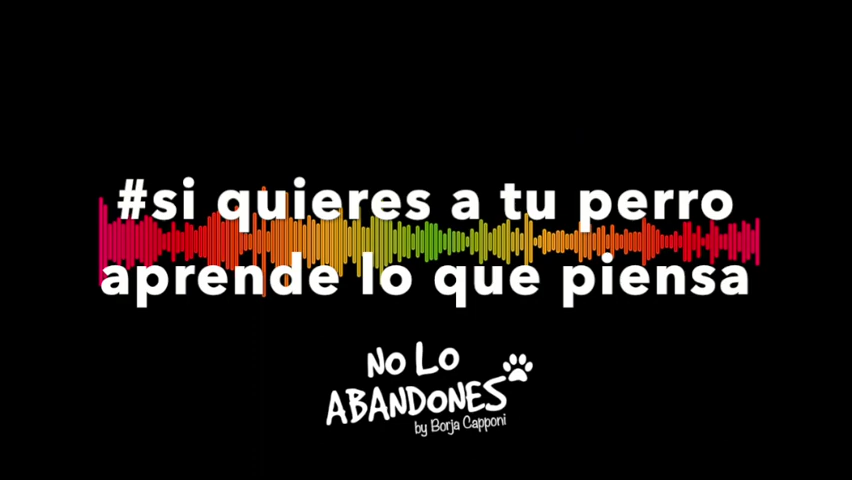 #si quieres a tu perro
aprende lo que piensa
NO LO
ABANDONES
by Borja Capponi